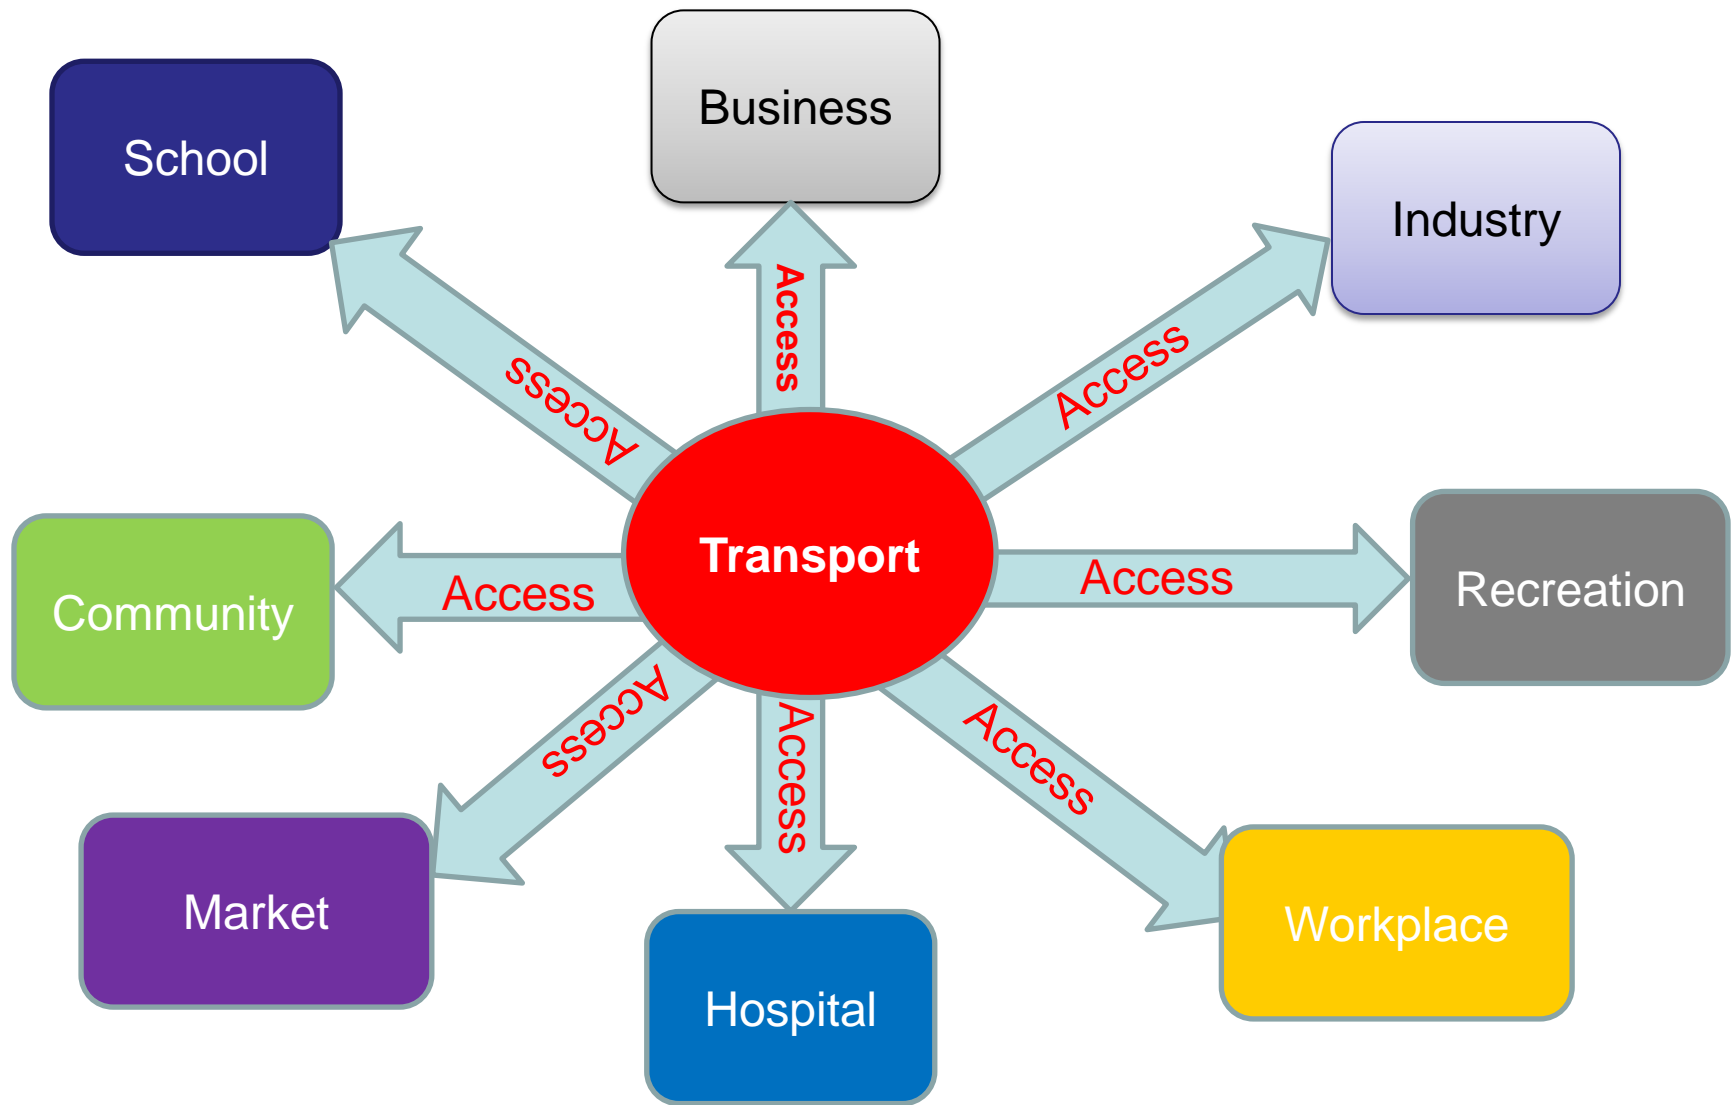 Business
School
Industry
Access
Access
Access
Transport
Access
Access
Community
Recreation
Access
Access
Access
Market
Workplace
Hospital